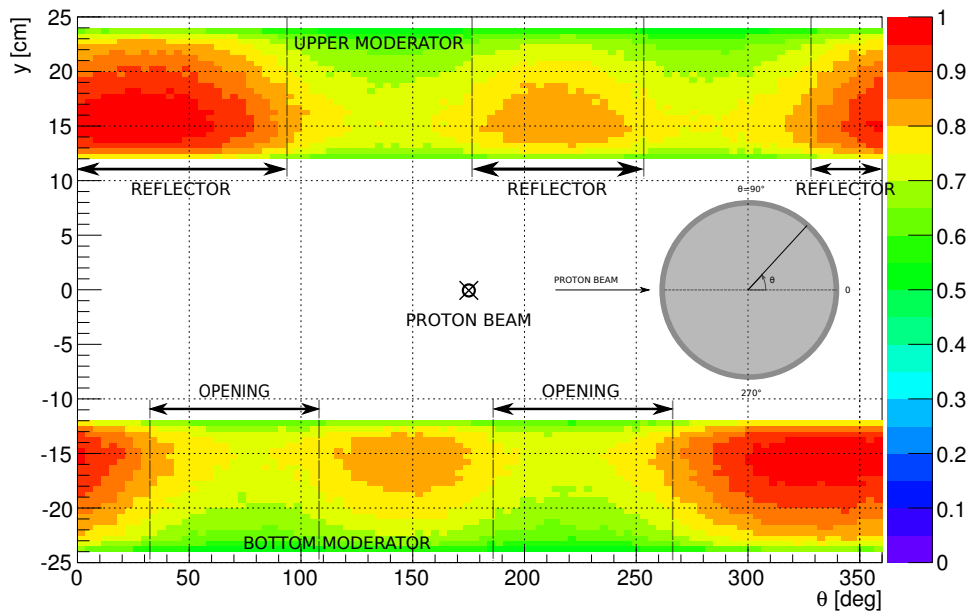 y [cm]
25
20
15
10
5
0
-5
-10
-15
-20
-25
UPPER MODERATOR
REFLECTOR
REFLECTOR
REFLECTOR
θ=90°
PROTON BEAM
θ
0
270°
PROTON BEAM
OPENING
OPENING
BOTTOM MODERATOR
0
50
100
150
200
250
300
350
θ [deg]
1
0.9
0.8
0.7
0.6
0.5
0.4
0.3
0.2
0.1
0